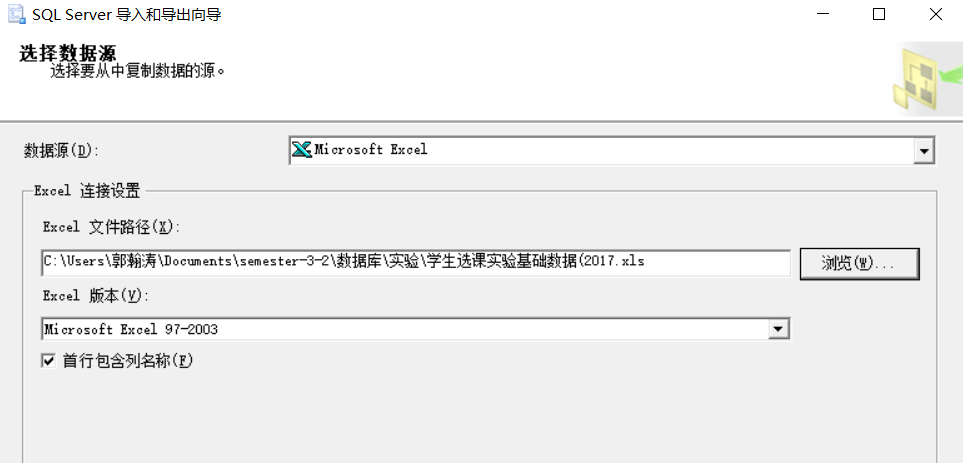 SQL Server 导入和导出向导
选择数据源
选择要从中复制数据的源。
数据源(D):
Microsoft Excel
Excel 连接设置
Excel 文件路径(X):
C:\Users\郭翰涛\Documents\semester-3-2\数据库\实验\学生选课实验基础数据(2017.xls
浏览(W)...
Excel 版本(V):
Microsoft Excel 97-2003
首行包含列名称(F)